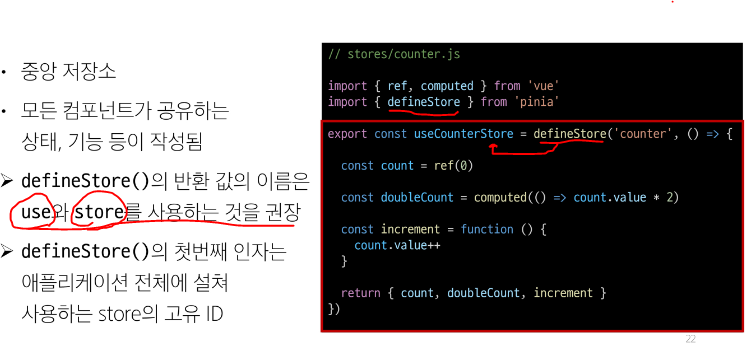 • 중앙 저장소
• 모든 컴포넌트가 공유하는
상태, 기능 등이 작성됨
➢ defineStore()의 반환 값의 이름은
use와 store를 사용하는 것을 권장
➢ defineStore()의 첫번째 인자는
애플리케이션 전체에 설쳐
사용하는 store의 고유 ID
// stores/counter.js
import { ref, computed } from 'vue'
import { defineStore } from 'pinia'
export const useCounterStore = defineStore('counter', () => {
const count = ref(0)
const doubleCount = computed(() => count.value * 2)
const increment = function () {
count.value++
}
return { count, doubleCount, increment }
})
22